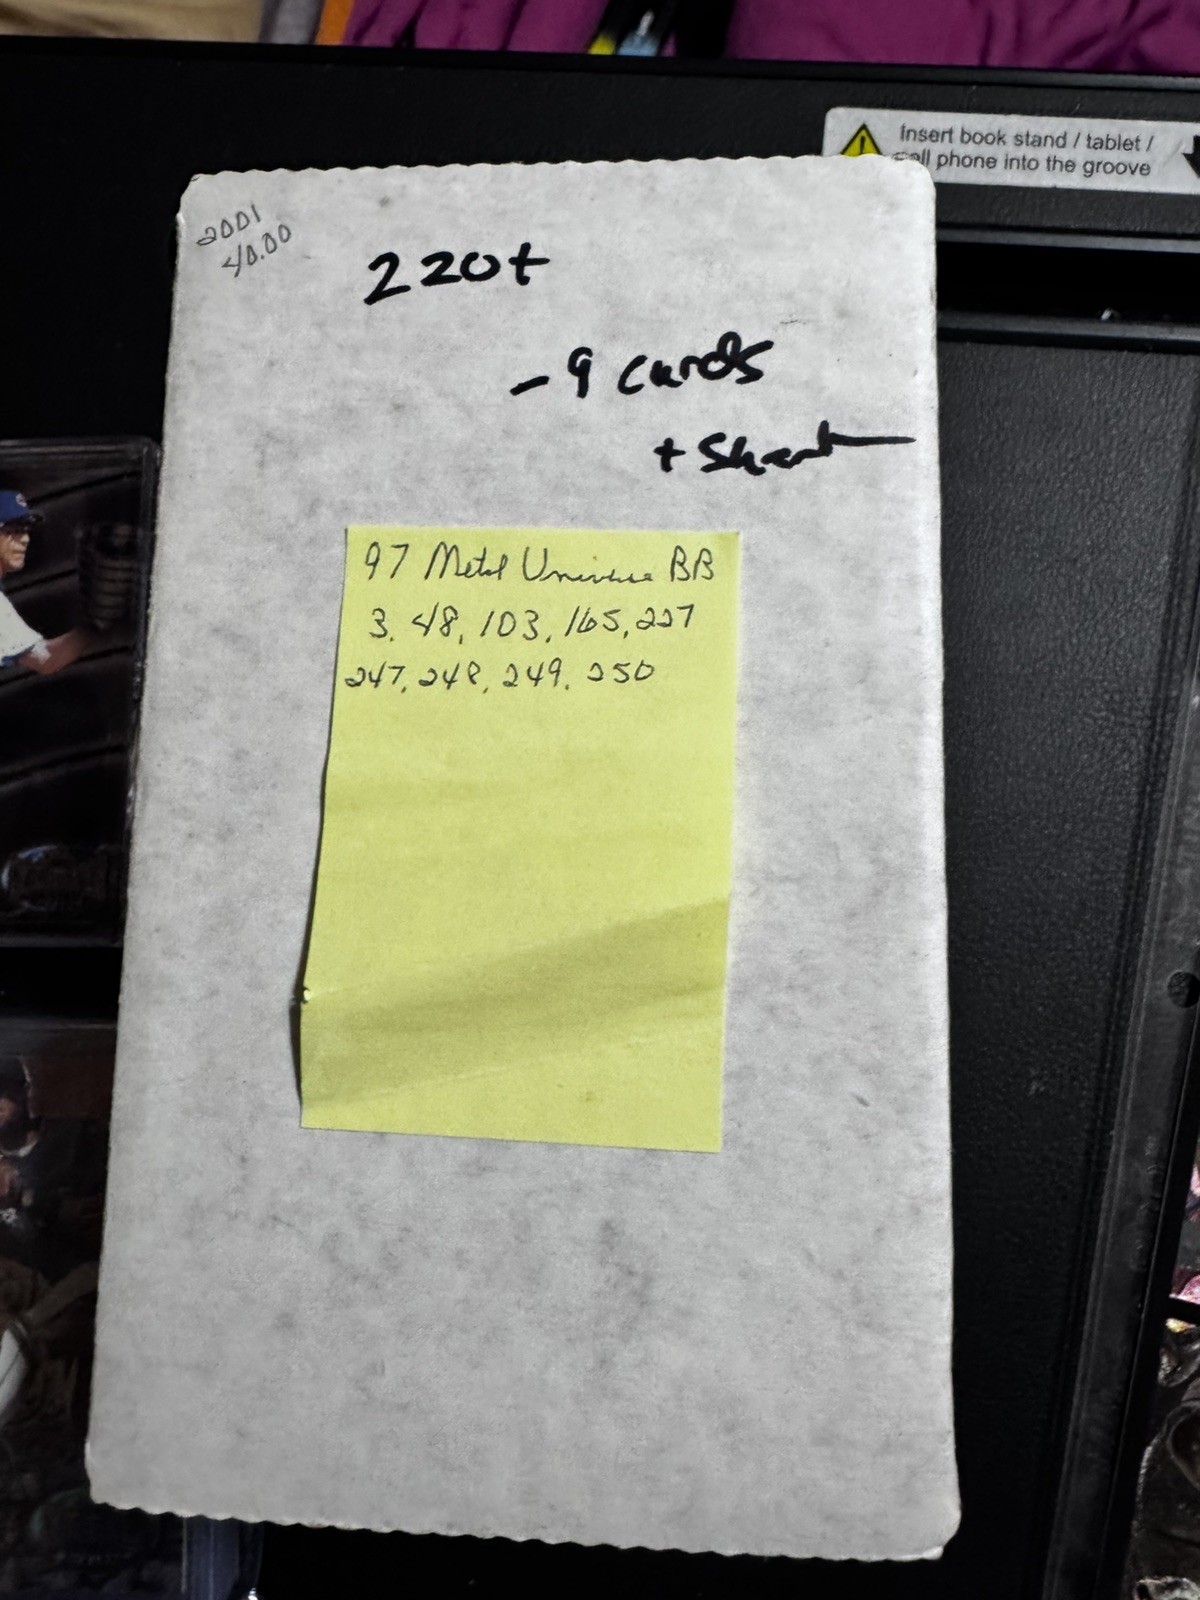 Insert book stand / tablet /
cell phone into the groove
2001
40.00
220+
- 9 cards
+
97 Metal Universe BB
3, 48, 103, 165, 227
247, 248, 249, 250